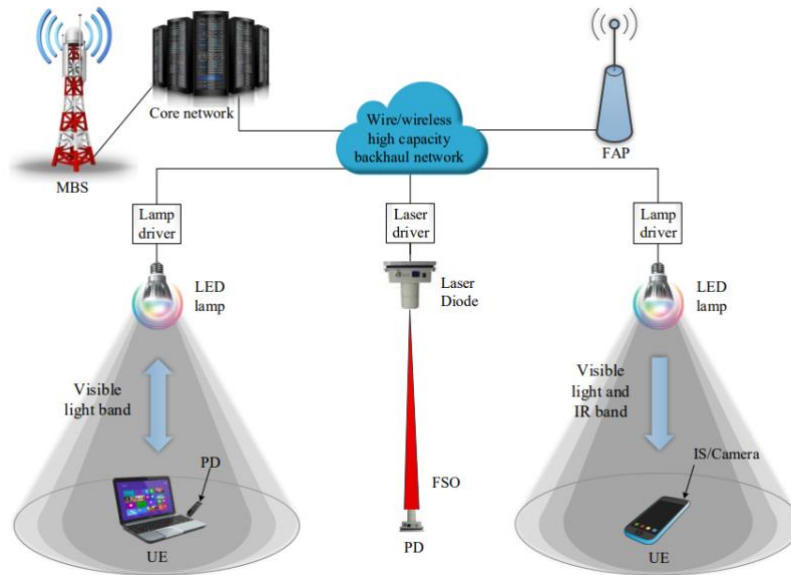 Core network
MBS
Wire/wireless
high capacity
backhaul network
FAP
Lamp
driver
Laser
driver
Lamp
driver
LED
lamp
Laser
Diode
LED
lamp
Visible
light band
Visible
light and
IR band
PD
FSO
IS/Camera
UE
PD
UE